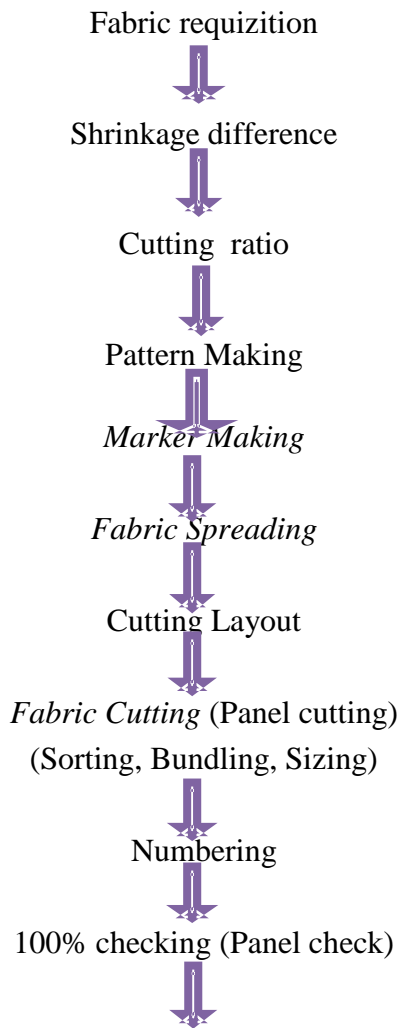 Fabric requizition
Shrinkage difference
Cutting ratio
Pattern Making
Marker Making
Fabric Spreading
Cutting Layout
Fabric Cutting (Panel cutting)
(Sorting, Bundling, Sizing)
Numbering
100% checking (Panel check)